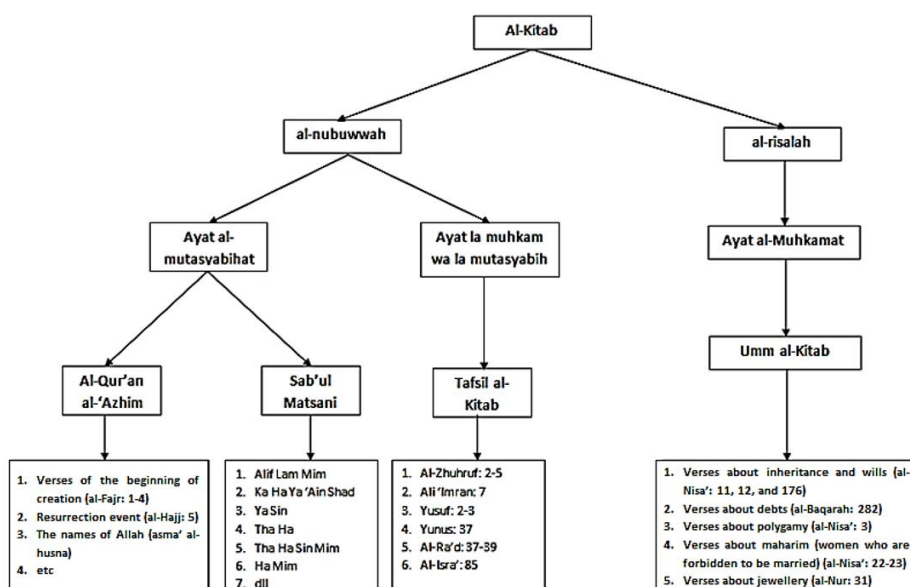 Al-Kitab
al-nubuwwah
al-risalah
Ayat al-
mutasyabihat
Ayat la muhkam
wa la mutasyabih
Ayat al-Muhkamat
Al-Qur'an
al-'Azhim
Sab'ul
Matsani
Tafsil al-
Kitab
Umm al-Kitab
1. Verses of the beginning of
creation (al-Fajr: 1-4)
2. Resurrection event (al-Hajj: 5)
3. The names of Allah (asma' al-
husna)
4. etc
1. Alif Lam Mim
2. Ka Ha Ya 'Ain Shad
3. Ya Sin
4. Tha Ha
5. Tha Ha Sin Mim
6. Ha Mim
7. dll
1. Al-Zhuhruf: 2-5
2. Ali 'Imran: 7
3. Yusuf: 2-3
4. Yunus: 37
5. Al-Ra'd: 37-39
6. Al-Isra': 85
1. Verses about inheritance and wills (al-
Nisa': 11, 12, and 176)
2. Verses about debts (al-Baqarah: 282)
3. Verses about polygamy (al-Nisa': 3)
4. Verses about maharim (women who are
forbidden to be married) (al-Nisa': 22-23)
5. Verses about jewellery (al-Nur: 31)